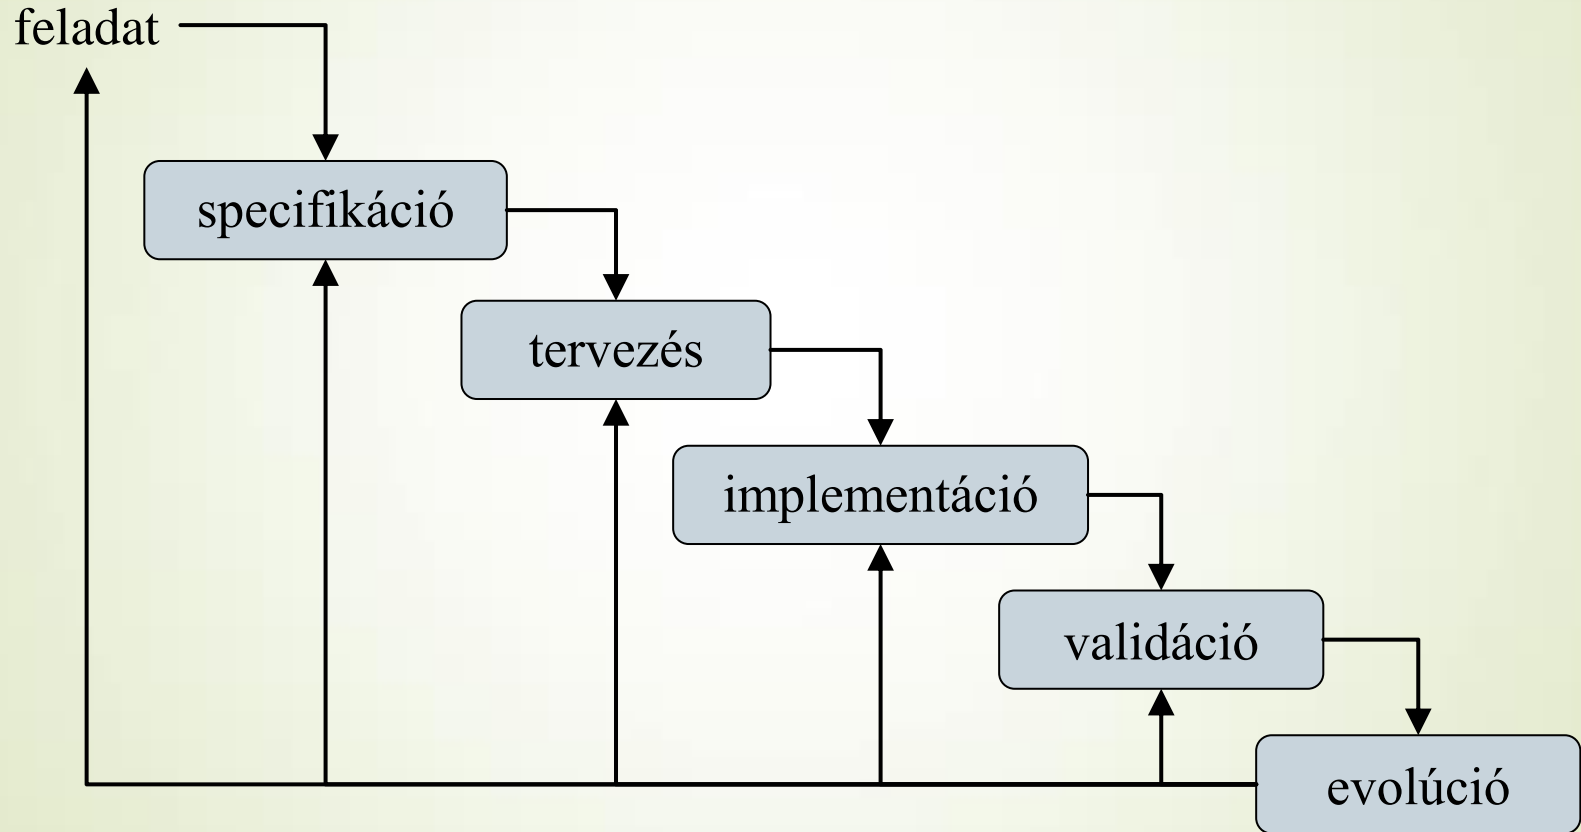 feladat
specifikáció
tervezés
implementáció
validáció
evolúció